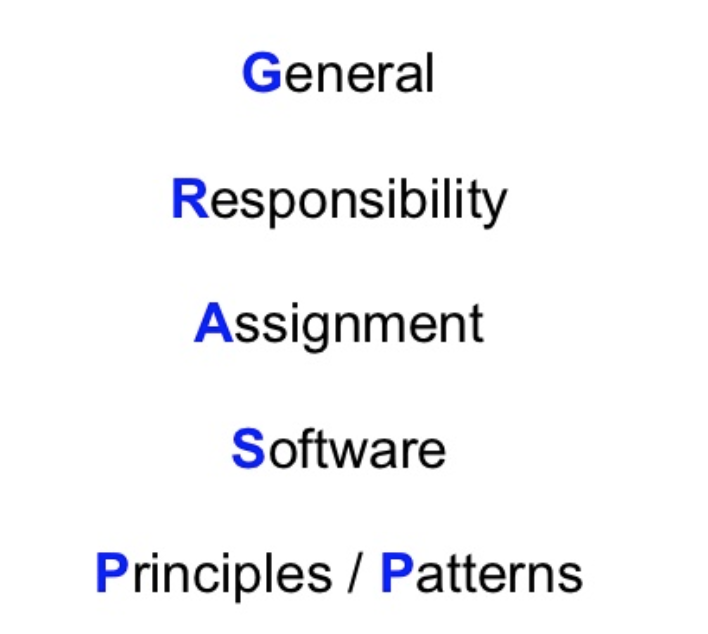 General
Responsibility
Assignment
Software
Principles / Patterns